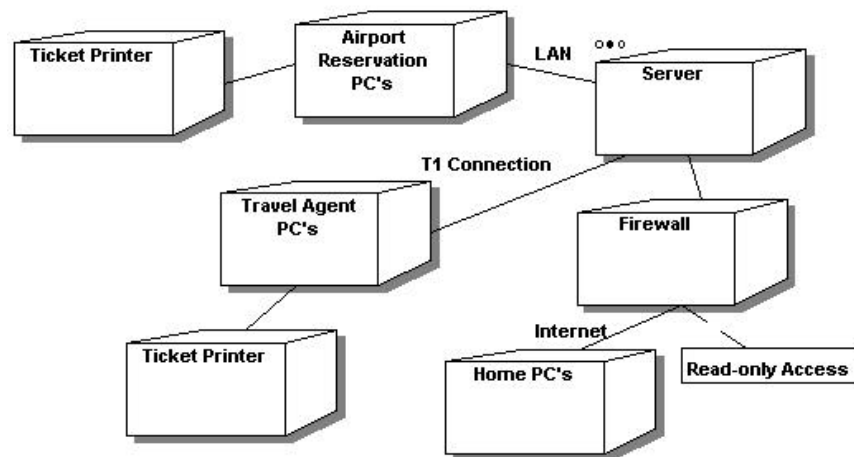 Ticket Printer
Airport
Reservation
PC's
LAN
Server
T1 Connection
Travel Agent
PC's
Firewall
Ticket Printer
Internet
Home PC's
Read-only Access